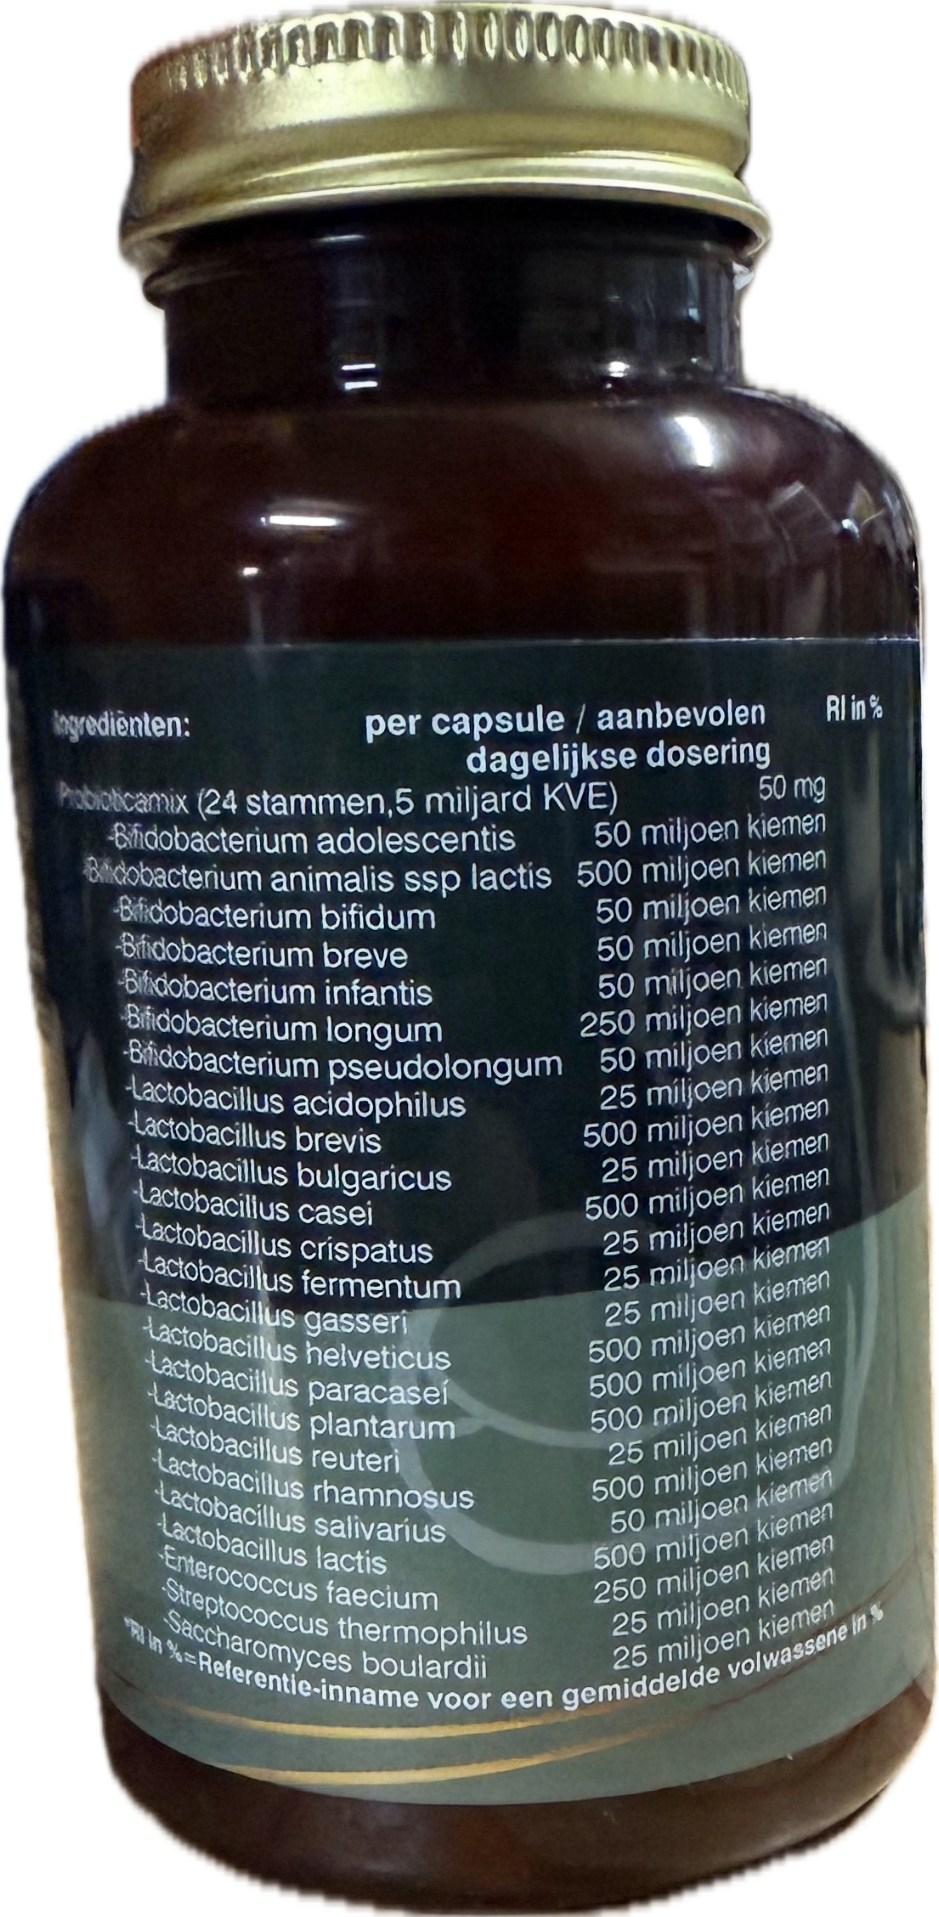 Ingrediënten: per capsule / aanbevolen RI in %
dagelijkse dosering
Probioticamix (24 stammen,5 miljard KVE) 50 mg
-Bifidobacterium adolescentis 50 miljoen kiemen
-Bifidobacterium animalis ssp lactis 500 miljoen kiemen
-Bifidobacterium bifidum 50 miljoen kiemen
-Bifidobacterium breve 50 miljoen kiemen
-Bifidobacterium infantis 50 miljoen kiemen
-Bifidobacterium longum 250 miljoen kiemen
-Bifidobacterium pseudolongum 50 miljoen kiemen
-Lactobacillus acidophilus 25 miljoen kiemen
-Lactobacillus brevis 500 miljoen kiemen
-Lactobacillus bulgaricus 25 miljoen kiemen
-Lactobacillus casei 500 miljoen kiemen
-Lactobacillus crispatus 25 miljoen kiemen
-Lactobacillus fermentum 25 miljoen kiemen
-Lactobacillus gasseri 25 miljoen kiemen
-Lactobacillus helveticus 500 miljoen kiemen
-Lactobacillus paracasei 500 miljoen kiemen
-Lactobacillus plantarum 500 miljoen kiemen
-Lactobacillus reuteri 25 miljoen kiemen
-Lactobacillus rhamnosus 500 miljoen kiemen
-Lactobacillus salivarius 50 miljoen kiemen
-Lactobacillus lactis 500 miljoen kiemen
-Enterococcus faecium 250 miljoen kiemen
-Streptococcus thermophilus 25 miljoen kiemen
-Saccharomyces boulardii 25 miljoen kiemen
*RI in %=Referentie-inname voor een gemiddelde volwassene in %